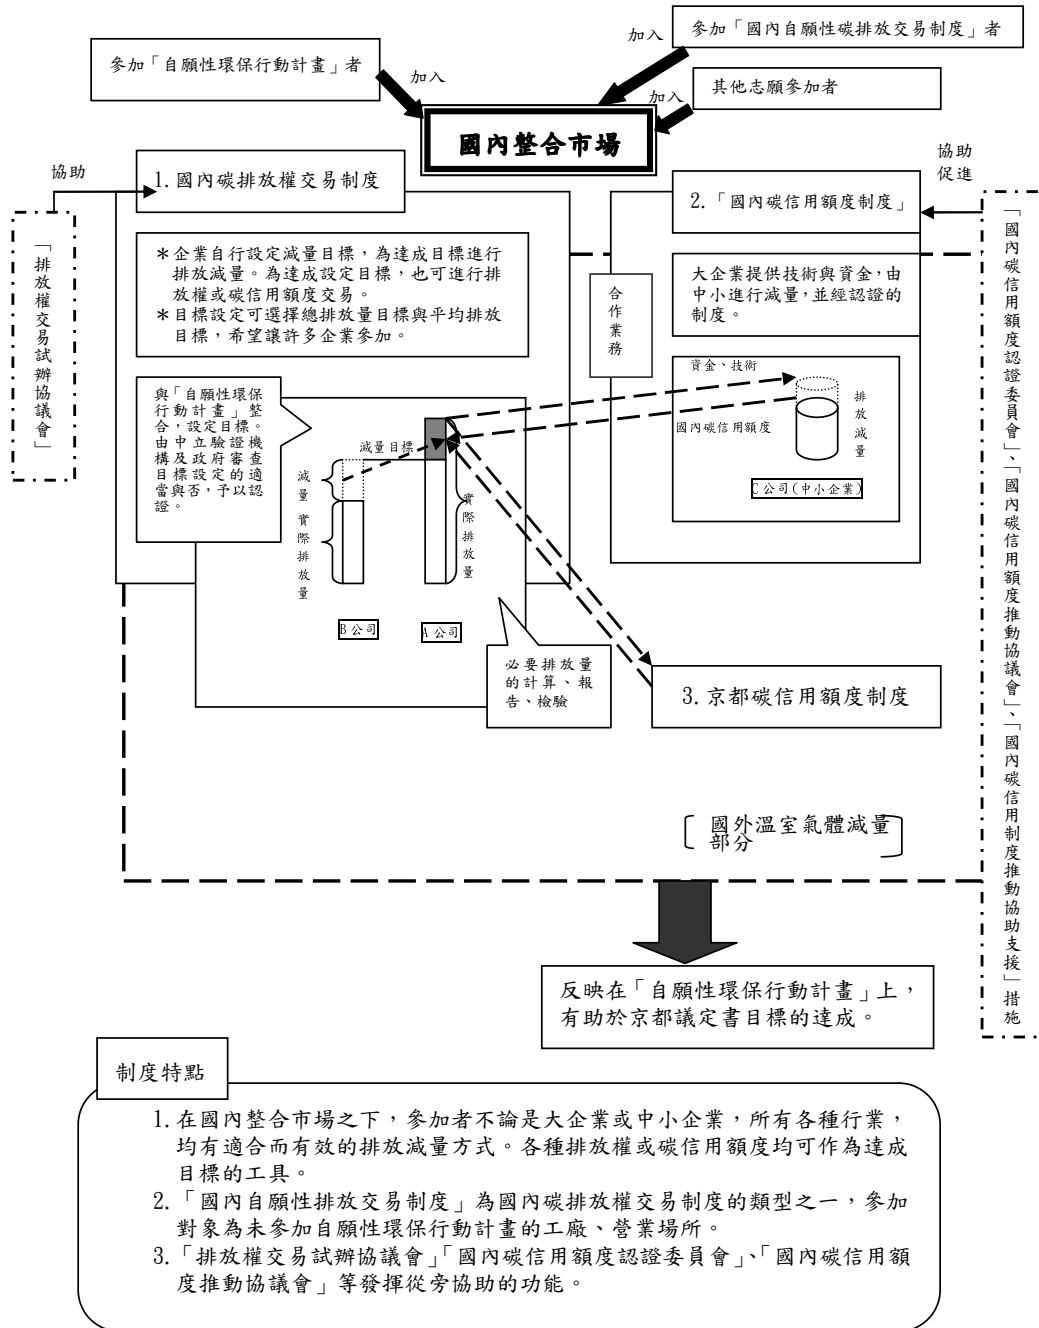 參加「國內自願性碳排放交易制度」者
加入
參加「自願性環保行動計畫」者
加入
其他志願參加者
加入
國內整合市場
協助
1.國內碳排放權交易制度
協助
促進
2.「國內碳信用額度制度」
「排放權交易試辦協議會」
「國內碳信用額度認證委員會」、「國內碳信用額度推動協議會」、「國內碳信用制度推動協助支援」措施
＊企業自行設定減量目標，為達成目標進行
排放減量。為達成設定目標，也可進行排
放權或碳信用額度交易。
＊目標設定可選擇總排放量目標與平均排放
目標，希望讓許多企業參加。
合作業務
大企業提供技術與資金，由
中小進行減量，並經認證的
制度。
與「自願性環保
行動計畫」整
合，設定目標。
由中立驗證機
構及政府審查
目標設定的適
當與否，予以認
證。
資金、技術
國內碳信用額度
排放減量
C公司(中小企業)
減量目標
減量
實際排放量
實際排放量
B公司
A公司
必要排放量
的計算、報
告、檢驗
3.京都碳信用額度制度
國外溫室氣體減量
部分
反映在「自願性環保行動計畫」上，
有助於京都議定書目標的達成。
制度特點
1.在國內整合市場之下，參加者不論是大企業或中小企業，所有各種行業，
均有適合而有效的排放減量方式。各種排放權或碳信用額度均可作為達成
目標的工具。
2.「國內自願性排放交易制度」為國內碳排放權交易制度的類型之一，參加
對象為未參加自願性環保行動計畫的工廠、營業場所。
3.「排放權交易試辦協議會」「國內碳信用額度認證委員會」、「國內碳信用額
度推動協議會」等發揮從旁協助的功能。